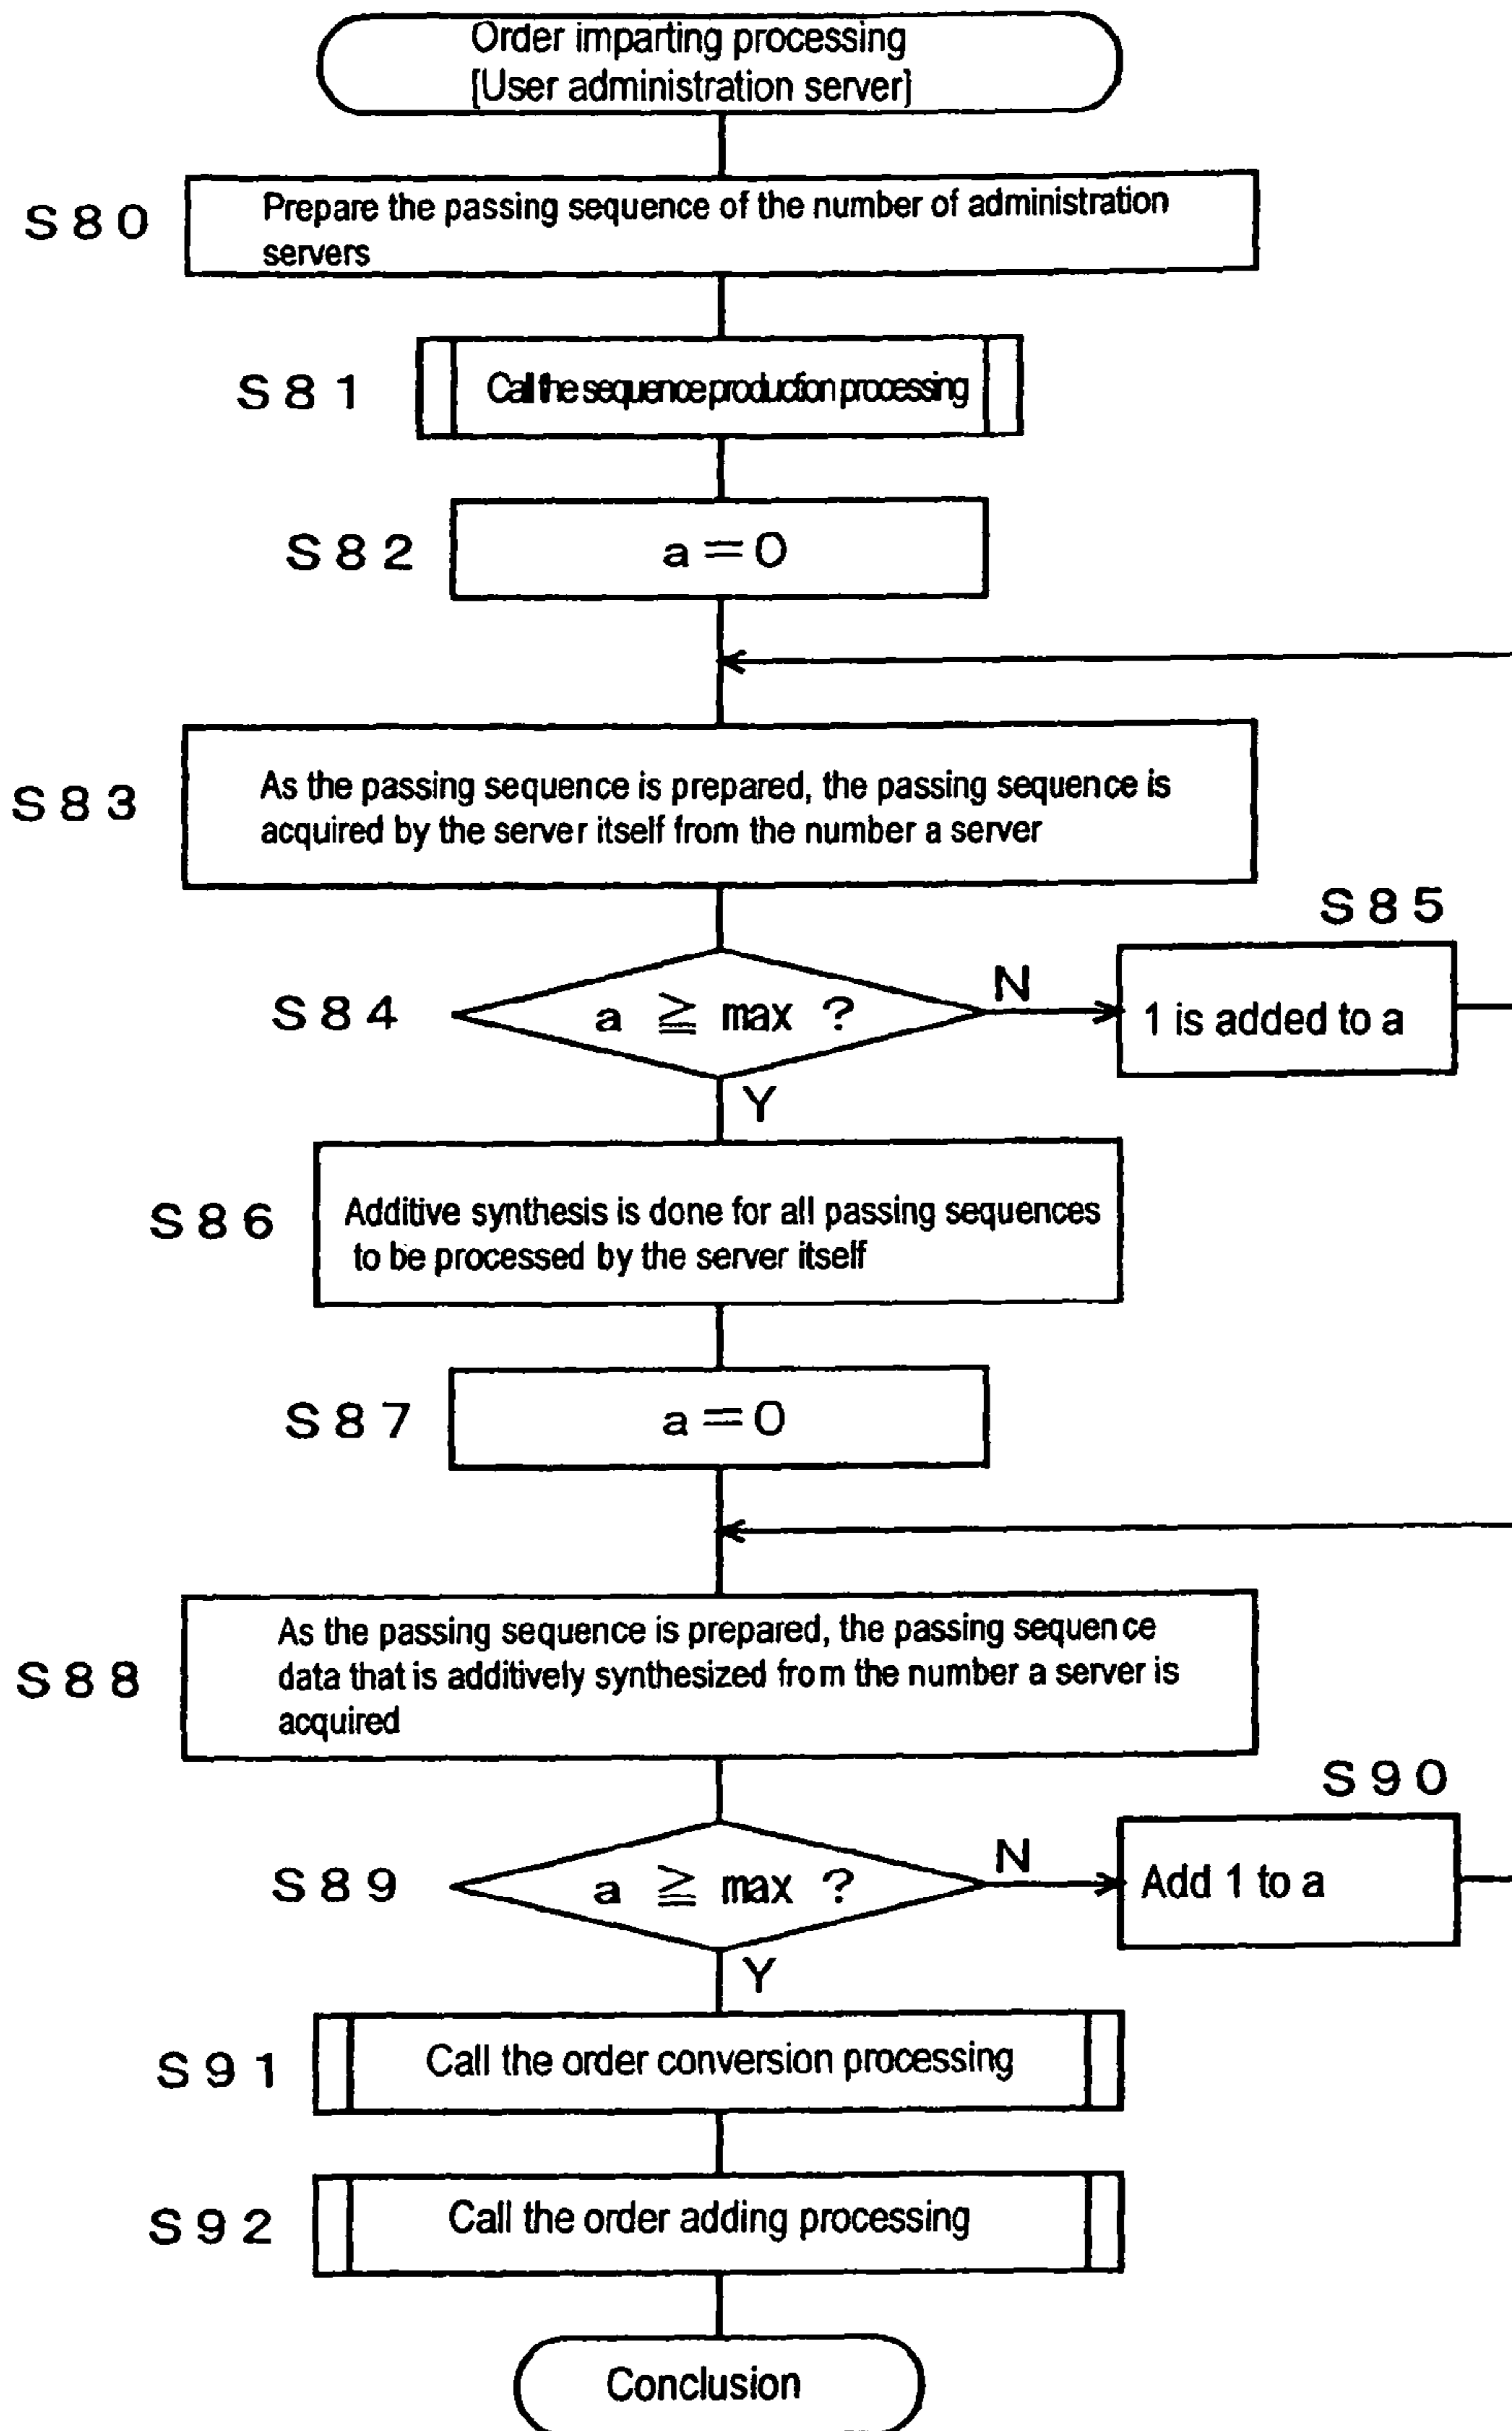 Order imparting processing
[User administration server]
S80
Prepare the passing sequence of the number of administration
servers
S81
Call the sequence production processing
S82
a=0
S83
As the passing sequence is prepared, the passing sequence is
acquired by the server itself from the number a server
S84
a ≧ max ?
N
S85
1 is added to a
Y
S86
Additive synthesis is done for all passing sequences
to be processed by the server itself
S87
a=0
S88
As the passing sequence is prepared, the passing sequence
data that is additively synthesized from the number a server is
acquired
S89
a ≧ max ?
N
S90
Add 1 to a
Y
S91
Call the order conversion processing
S92
Call the order adding processing
Conclusion